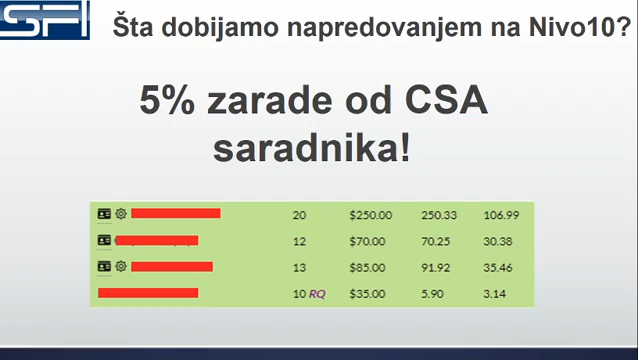 SFI
Šta dobijamo napredovanjem na Nivo10?
5% zarade od CSA
saradnika!
20 $250.00 250.33 106.99
12 $70.00 70.25 30.38
13 $85.00 91.92 35.46
10 RQ $35.00 5.90 3.14